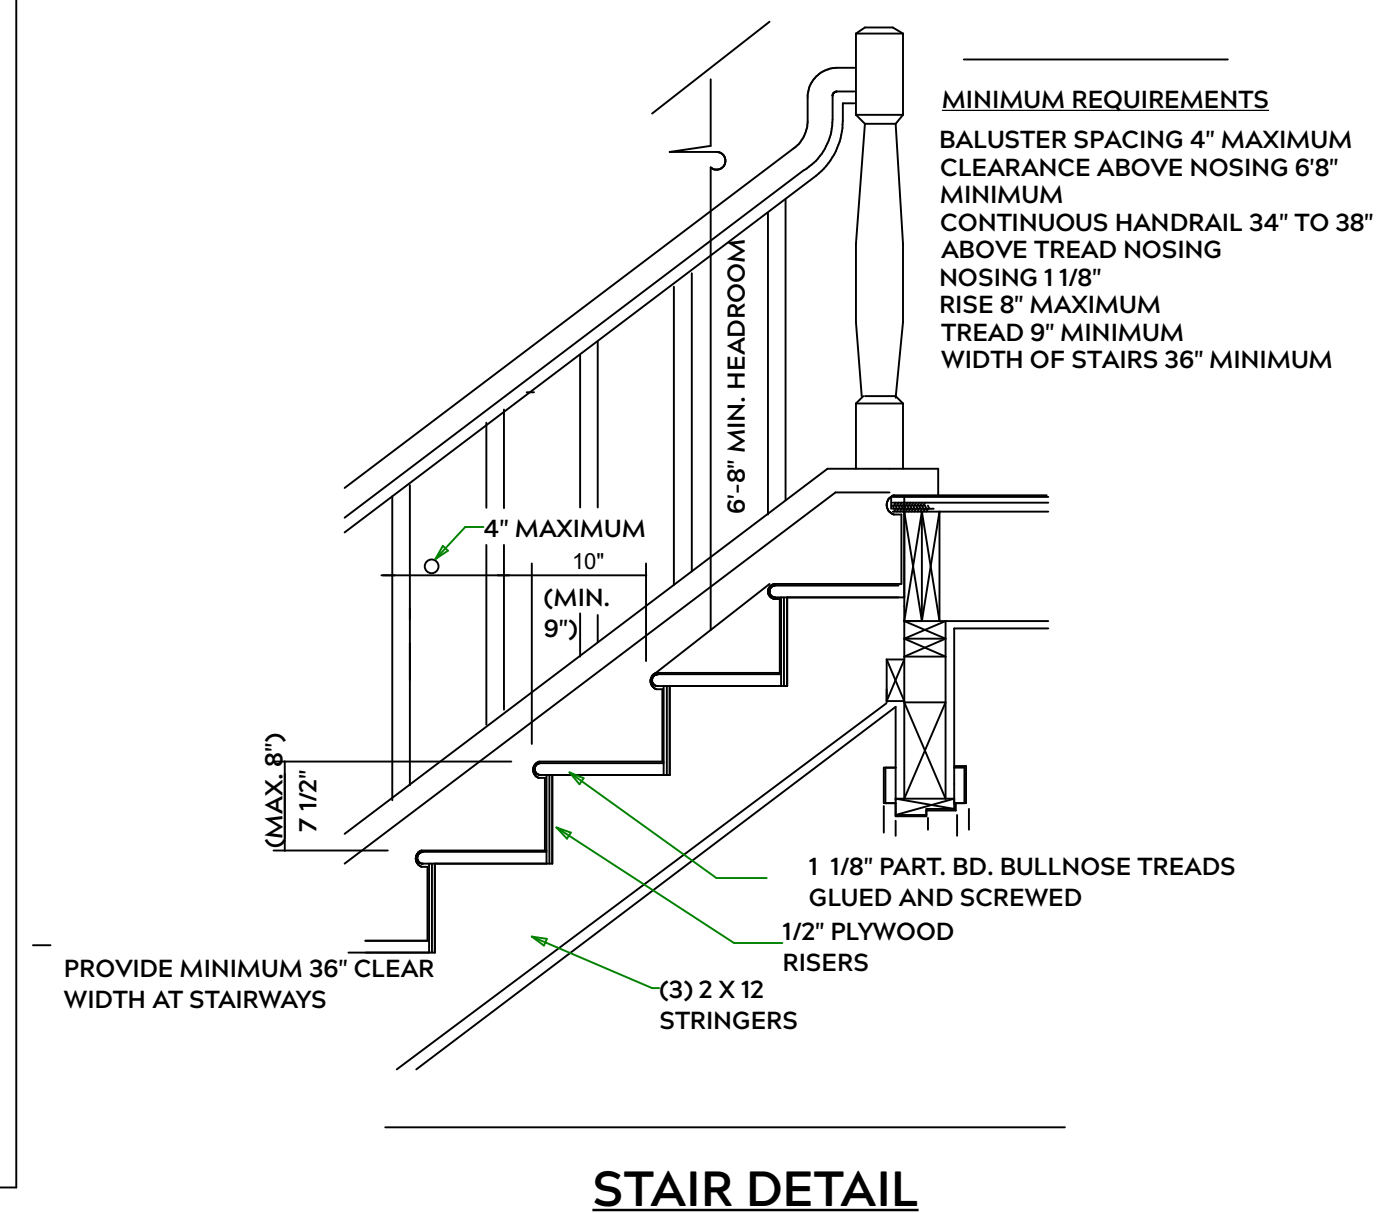 MINIMUM REQUIREMENTS
BALUSTER SPACING 4" MAXIMUM
CLEARANCE ABOVE NOSING 6'8"
MINIMUM
CONTINUOUS HANDRAIL 34" TO 38"
ABOVE TREAD NOSING
NOSING 1 1/8"
RISE 8" MAXIMUM
TREAD 9" MINIMUM
WIDTH OF STAIRS 36" MINIMUM
6'-8" MIN. HEADROOM
4" MAXIMUM
10"
(MIN.
9")
(MAX. 8")
7 1/2"
1 1/8" PART. BD. BULLNOSE TREADS
GLUED AND SCREWED
1/2" PLYWOOD
RISERS
(3) 2 X 12
STRINGERS
PROVIDE MINIMUM 36" CLEAR
WIDTH AT STAIRWAYS
STAIR DETAIL